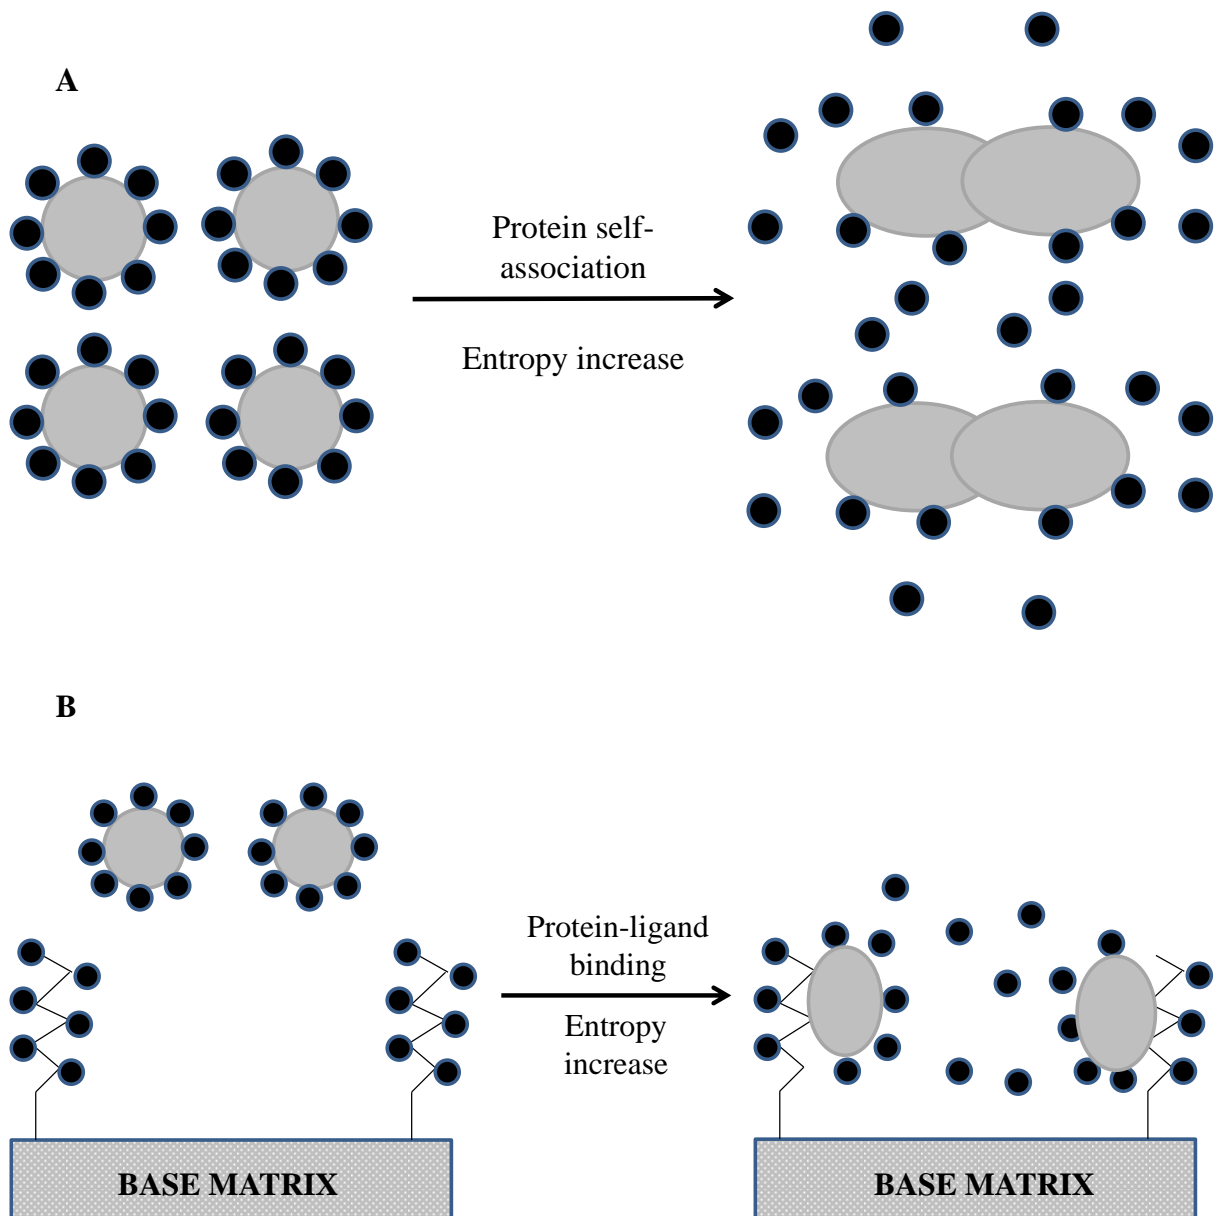 A
Protein self-
association
Entropy increase
B
Protein-ligand
binding
Entropy
increase
BASE MATRIX
BASE MATRIX